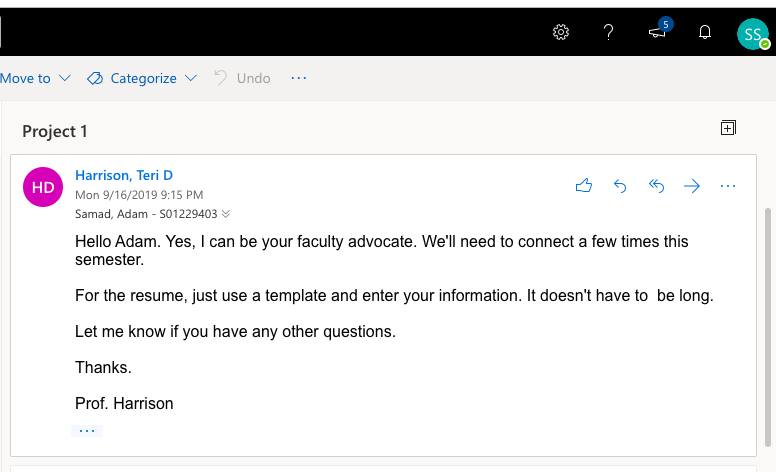 5
SS
Move to
Categorize
Undo
...
Project 1
HD
Harrison, Teri D
Mon 9/16/2019 9:15 PM
...
Samad, Adam - S01229403
Hello Adam. Yes, I can be your faculty advocate. We'll need to connect a few times this
semester.
For the resume, just use a template and enter your information. It doesn't have to  be long.
Let me know if you have any other questions.
Thanks.
Prof. Harrison
...